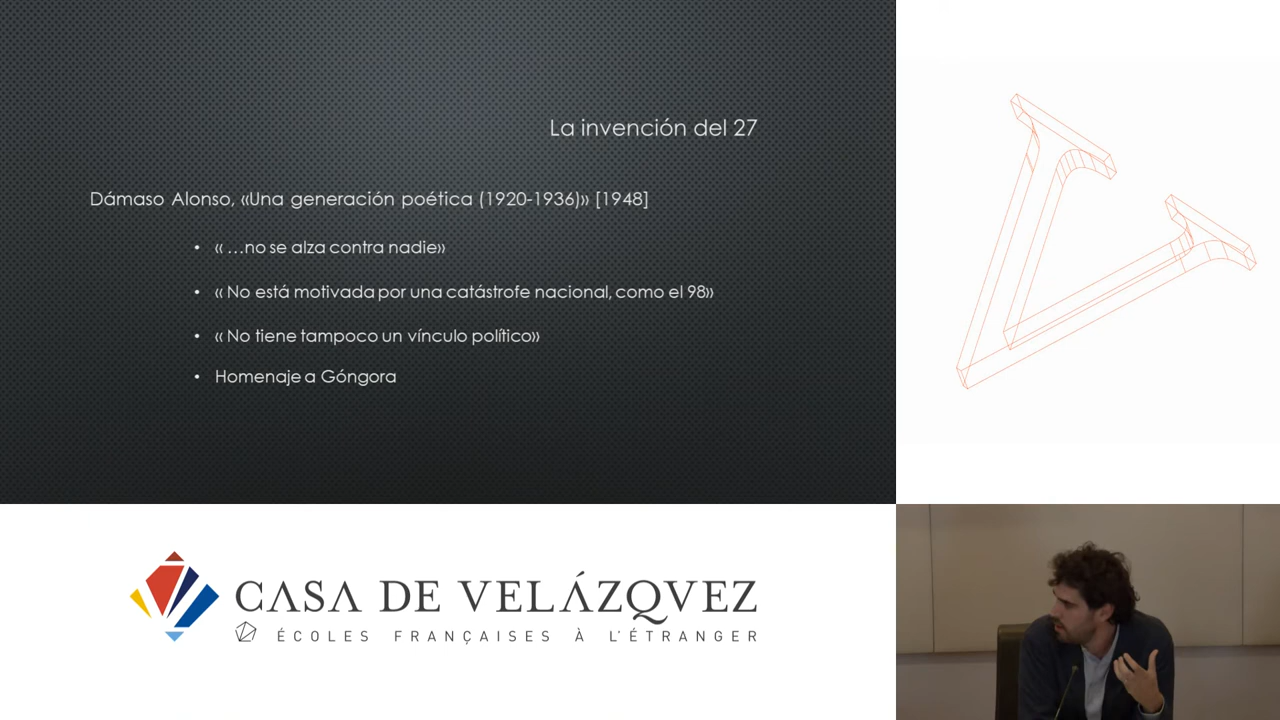 La invención del 27
Dámaso Alonso, «Una generación poética (1920-1936)» [1948]
• « …no se alza contra nadie»
• « No está motivada por una catástrofe nacional, como el 98»
• « No tiene tampoco un vínculo político»
• Homenaje a Góngora
CASA DE VELÁZQVEZ
ÉCOLES FRANÇAISES À L'ÉTRANGER